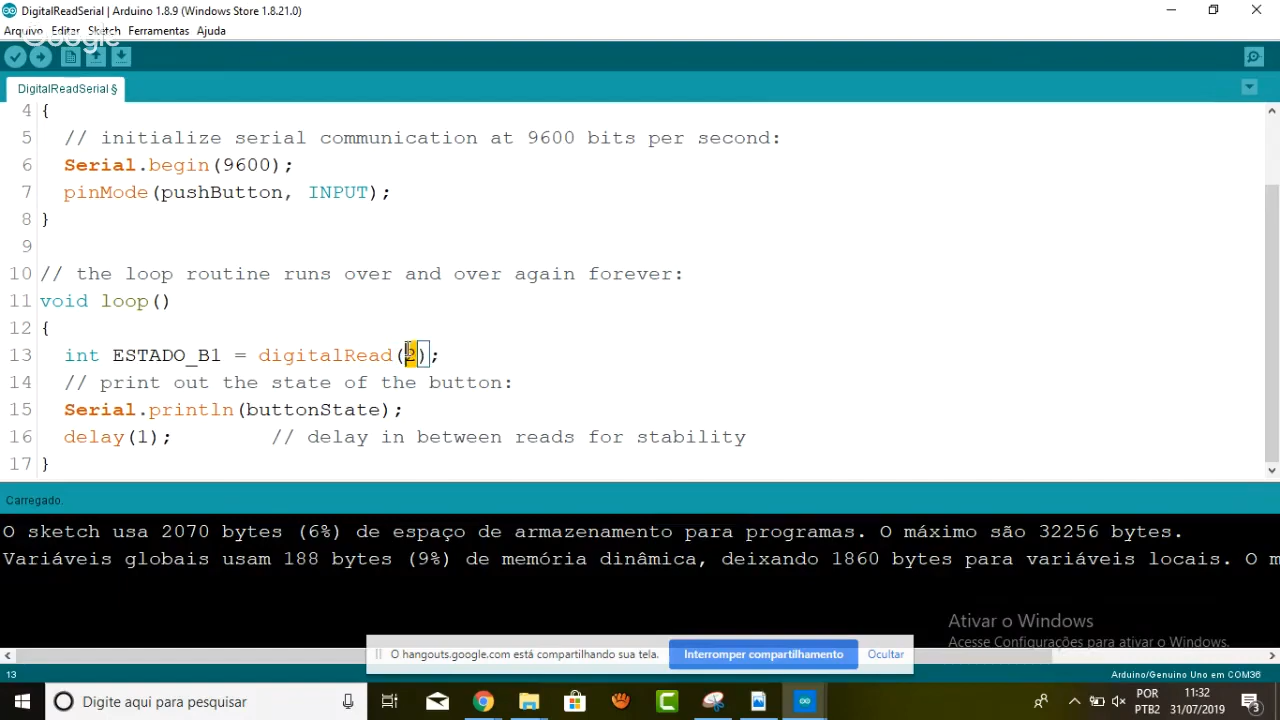 DigitalReadSerial | Arduino 1.8.9 (Windows Store 1.8.21.0)
Arquivo Editar Sketch Ferramentas Ajuda
Google
DigitalReadSerial §
4 {
5 // initialize serial communication at 9600 bits per second:
6 Serial.begin(9600);
7 pinMode(pushButton, INPUT);
8 }
9
10 // the loop routine runs over and over again forever:
11 void loop()
12 {
13 int ESTADO_B1 = digitalRead(2);
14 // print out the state of the button:
15 Serial.println(buttonState);
16 delay(1); // delay in between reads for stability
17 }
Carregado.
O sketch usa 2070 bytes (6%) de espaço de armazenamento para programas. O máximo são 32256 bytes.
Variáveis globais usam 188 bytes (9%) de memória dinâmica, deixando 1860 bytes para variáveis locais. O m
Ativar o Windows
Acesse Configurações para ativar o Windows.
O hangouts.google.com está compartilhando sua tela. Interromper compartilhamento Ocultar
13 Arduino/Genuino Uno em COM36
Digite aqui para pesquisar
POR 11:32
PTB2 31/07/2019 3